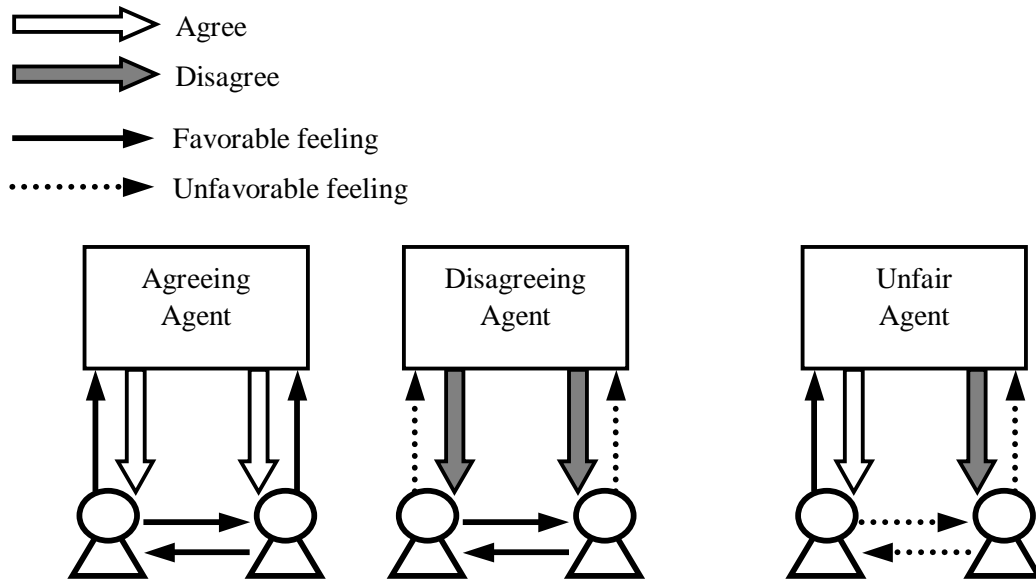 Agree
Disagree
Favorable feeling
Unfavorable feeling
Agreeing
Agent
Disagreeing
Agent
Unfair
Agent